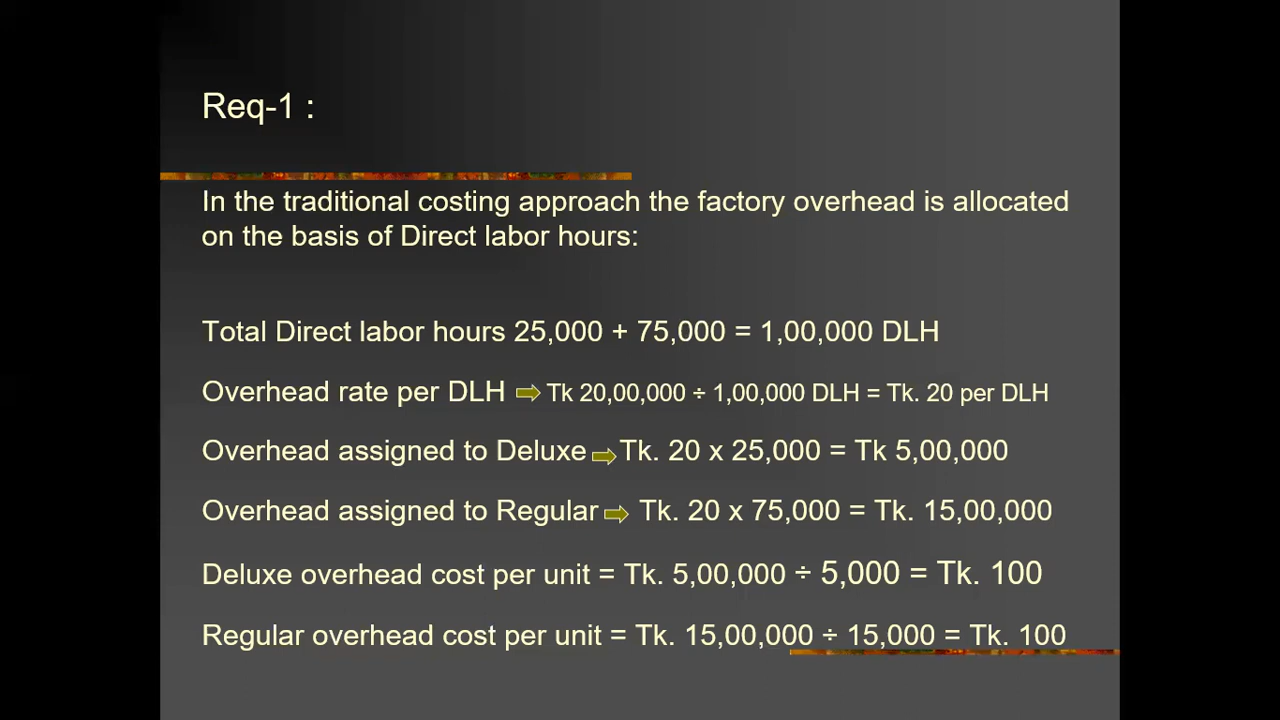 Req-1 :
In the traditional costing approach the factory overhead is allocated
on the basis of Direct labor hours:
Total Direct labor hours 25,000 + 75,000 = 1,00,000 DLH
Overhead rate per DLH ⇨ Tk 20,00,000 ÷ 1,00,000 DLH = Tk. 20 per DLH
Overhead assigned to Deluxe ⇨ Tk. 20 x 25,000 = Tk 5,00,000
Overhead assigned to Regular ⇨ Tk. 20 x 75,000 = Tk. 15,00,000
Deluxe overhead cost per unit = Tk. 5,00,000 ÷ 5,000 = Tk. 100
Regular overhead cost per unit = Tk. 15,00,000 ÷ 15,000 = Tk. 100